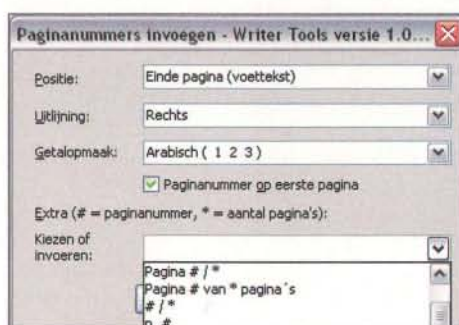 Paginanummers invoegen - Writer Tools versie 1.0...
Positie: Einde pagina (voettekst)
Uitlijning: Rechts
Getalopmaak: Arabisch ( 1 2 3 )
Paginanummer op eerste pagina
Extra (# = paginanummer, * = aantal pagina's):
Kiezen of
invoeren:
Pagina # / *
Pagina # van * pagina´s
# / *
p. #